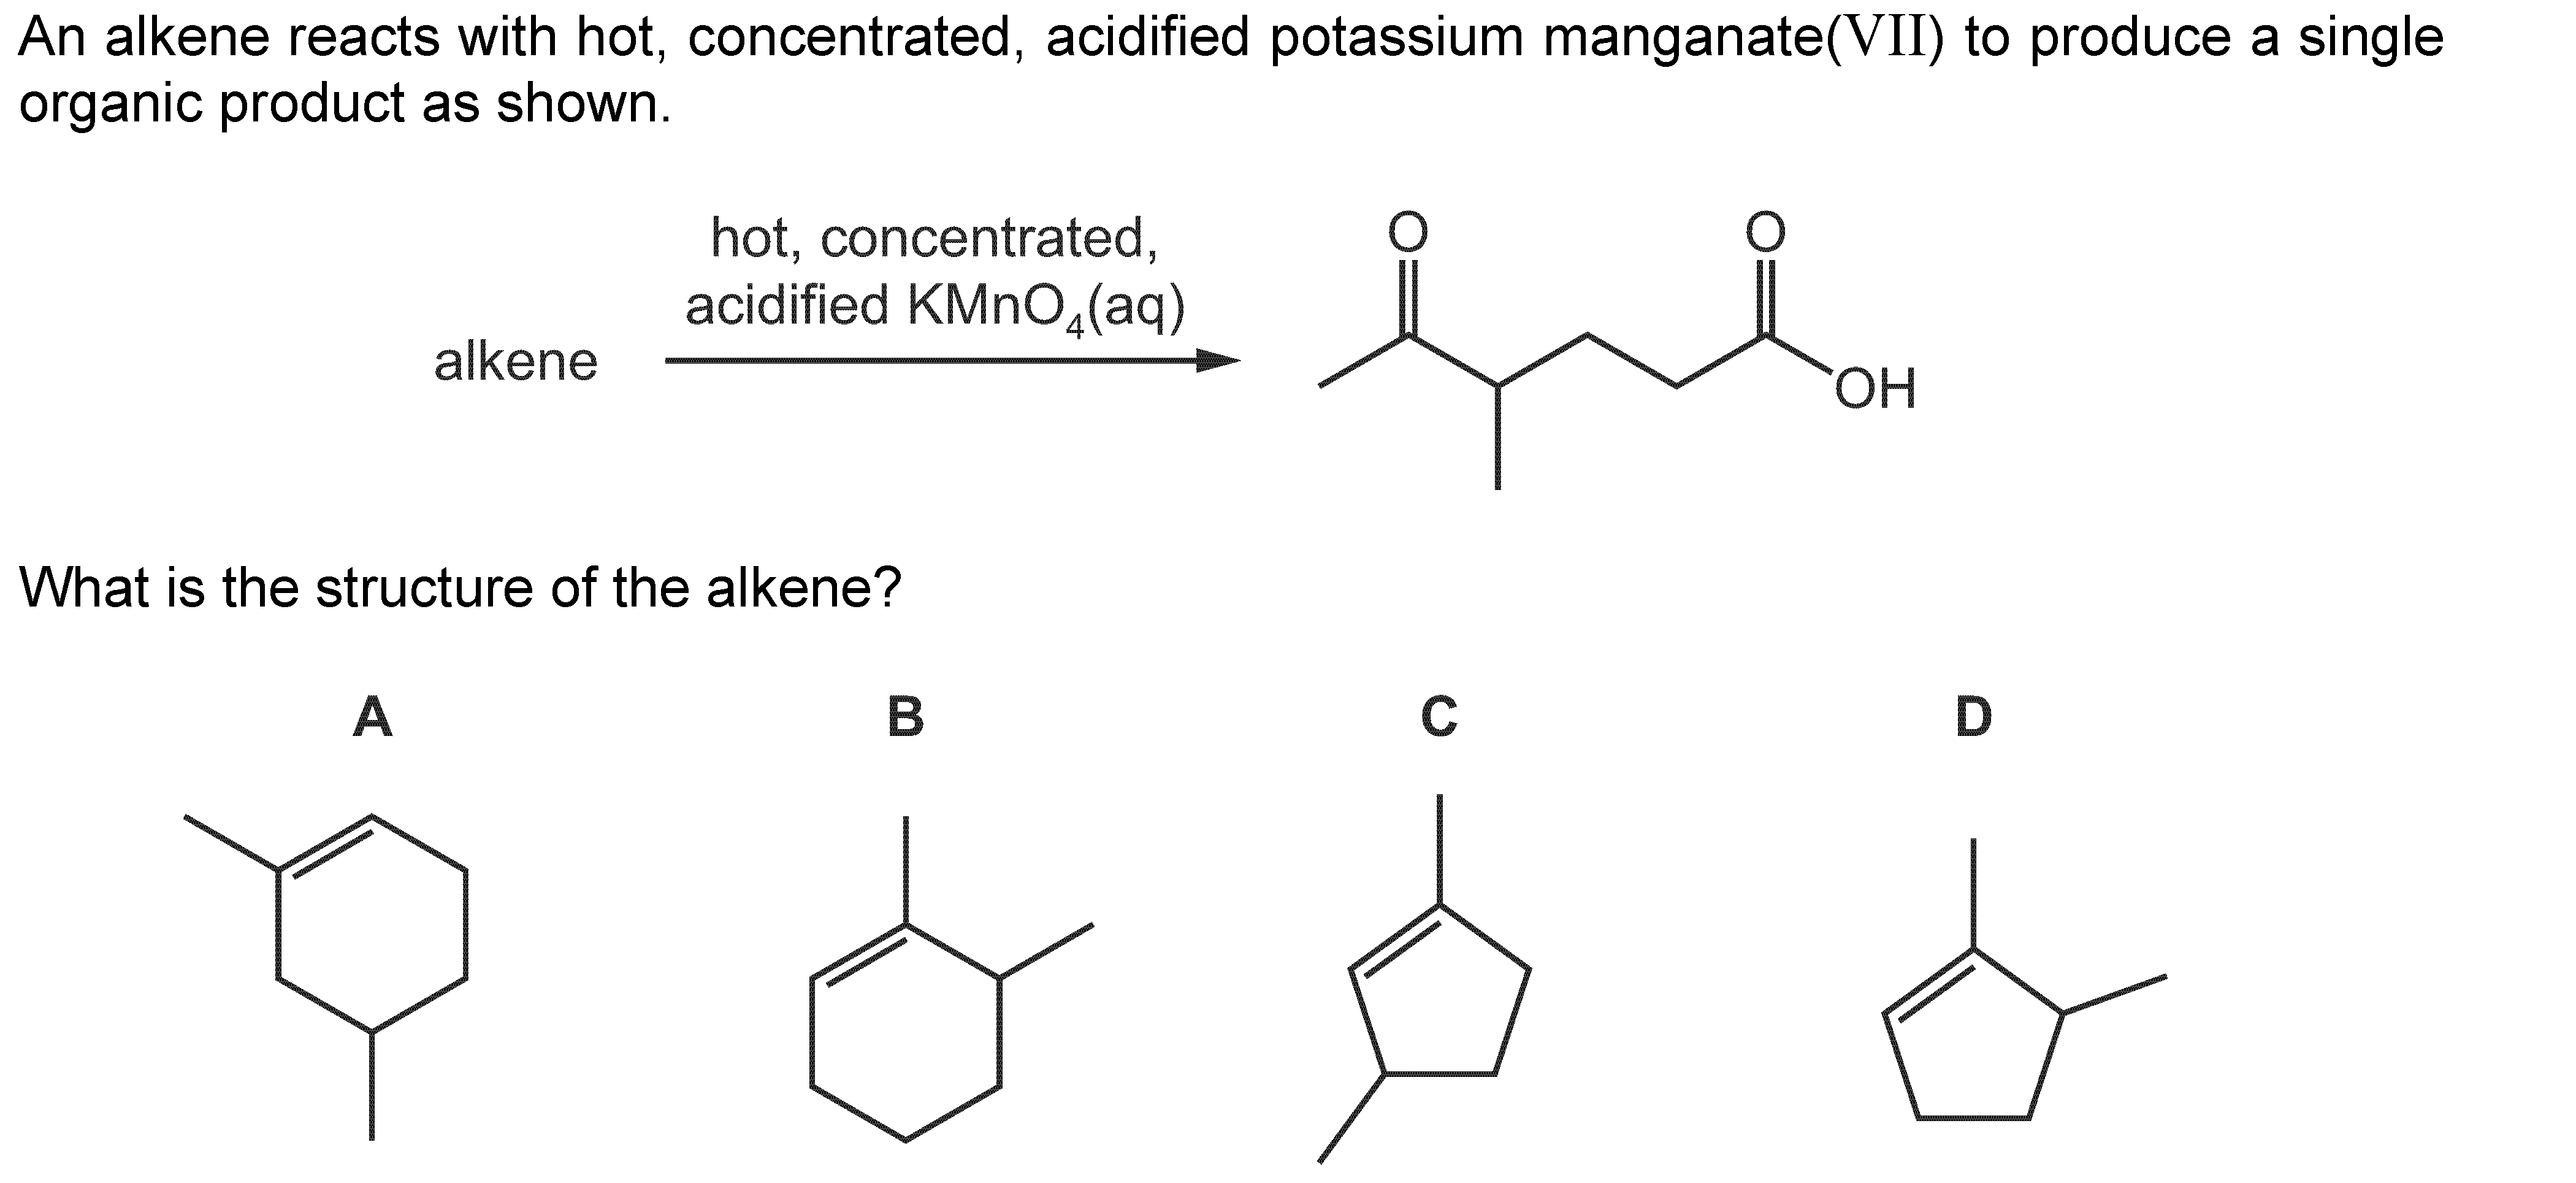 An alkene reacts with hot, concentrated, acidified potassium manganate(VII) to produce a single
organic product as shown.
hot, concentrated,
acidified KMnO₄(aq)
alkene
O
O
OH
What is the structure of the alkene?
A
B
C
D